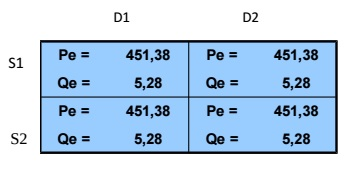 D1 D2
S1 Pe = 451,38 Pe = 451,38
Qe = 5,28 Qe = 5,28
Pe = 451,38 Pe = 451,38
S2 Qe = 5,28 Qe = 5,28